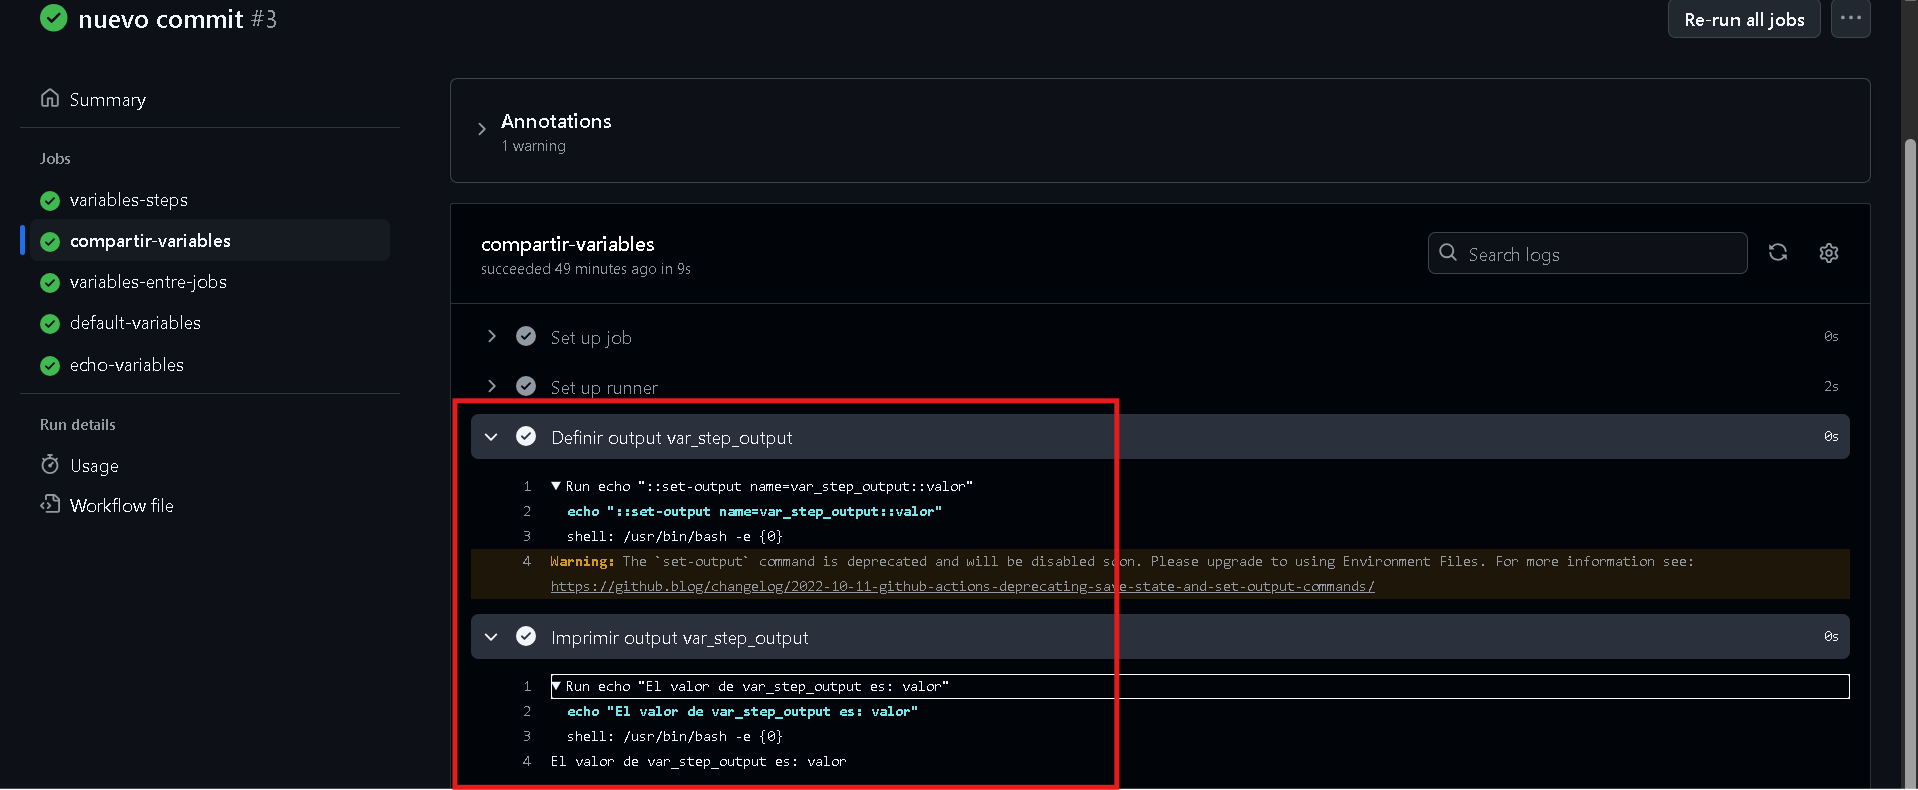 nuevo commit #3
Re-run all jobs
...
Summary
Jobs
variables-steps
compartir-variables
variables-entre-jobs
default-variables
echo-variables
Run details
Usage
Workflow file
Annotations
1 warning
compartir-variables
succeeded 49 minutes ago in 9s
Search logs
Set up job 0s
Set up runner 2s
Definir output var_step_output 0s
1 Run echo "::set-output name=var_step_output::valor"
2 echo "::set-output name=var_step_output::valor"
3 shell: /usr/bin/bash -e {0}
4 Warning: The `set-output` command is deprecated and will be disabled soon. Please upgrade to using Environment Files. For more information see:
https://github.blog/changelog/2022-10-11-github-actions-deprecating-save-state-and-set-output-commands/
Imprimir output var_step_output 0s
1 Run echo "El valor de var_step_output es: valor"
2 echo "El valor de var_step_output es: valor"
3 shell: /usr/bin/bash -e {0}
4 El valor de var_step_output es: valor